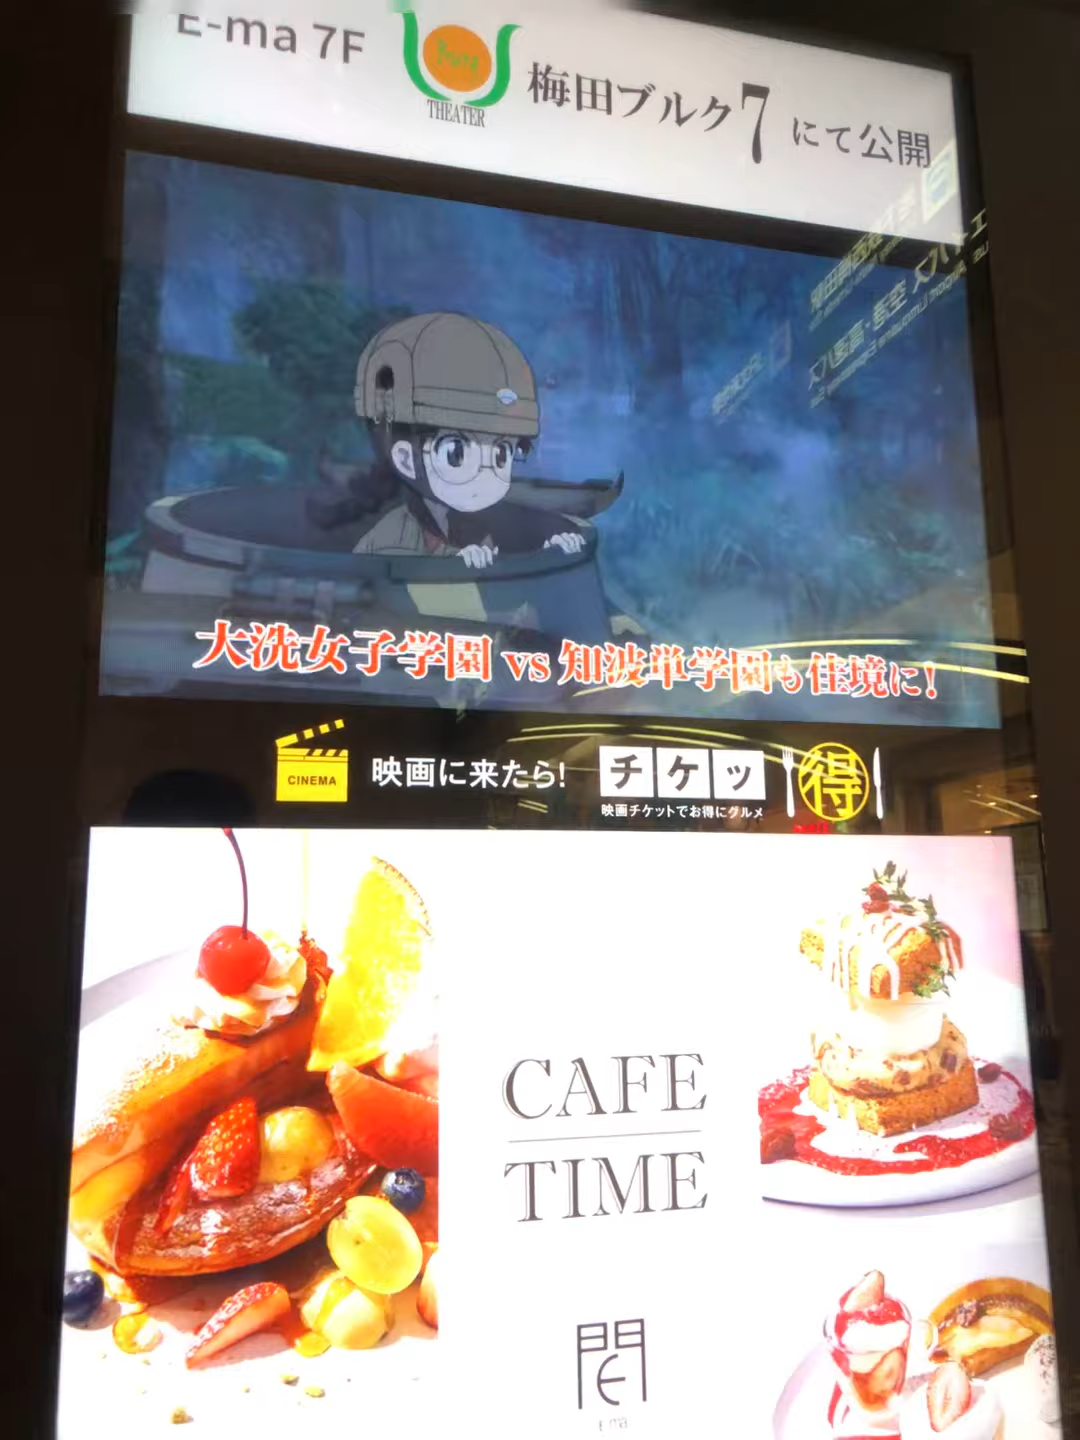 E-ma 7F
THEATER
梅田ブルク7 にて公開
大洗女子学園 vs 知波単学園も佳境に!
CINEMA
映画に来たら!
チケッ得
映画チケットでお得にグルメ
CAFE
TIME
E ma